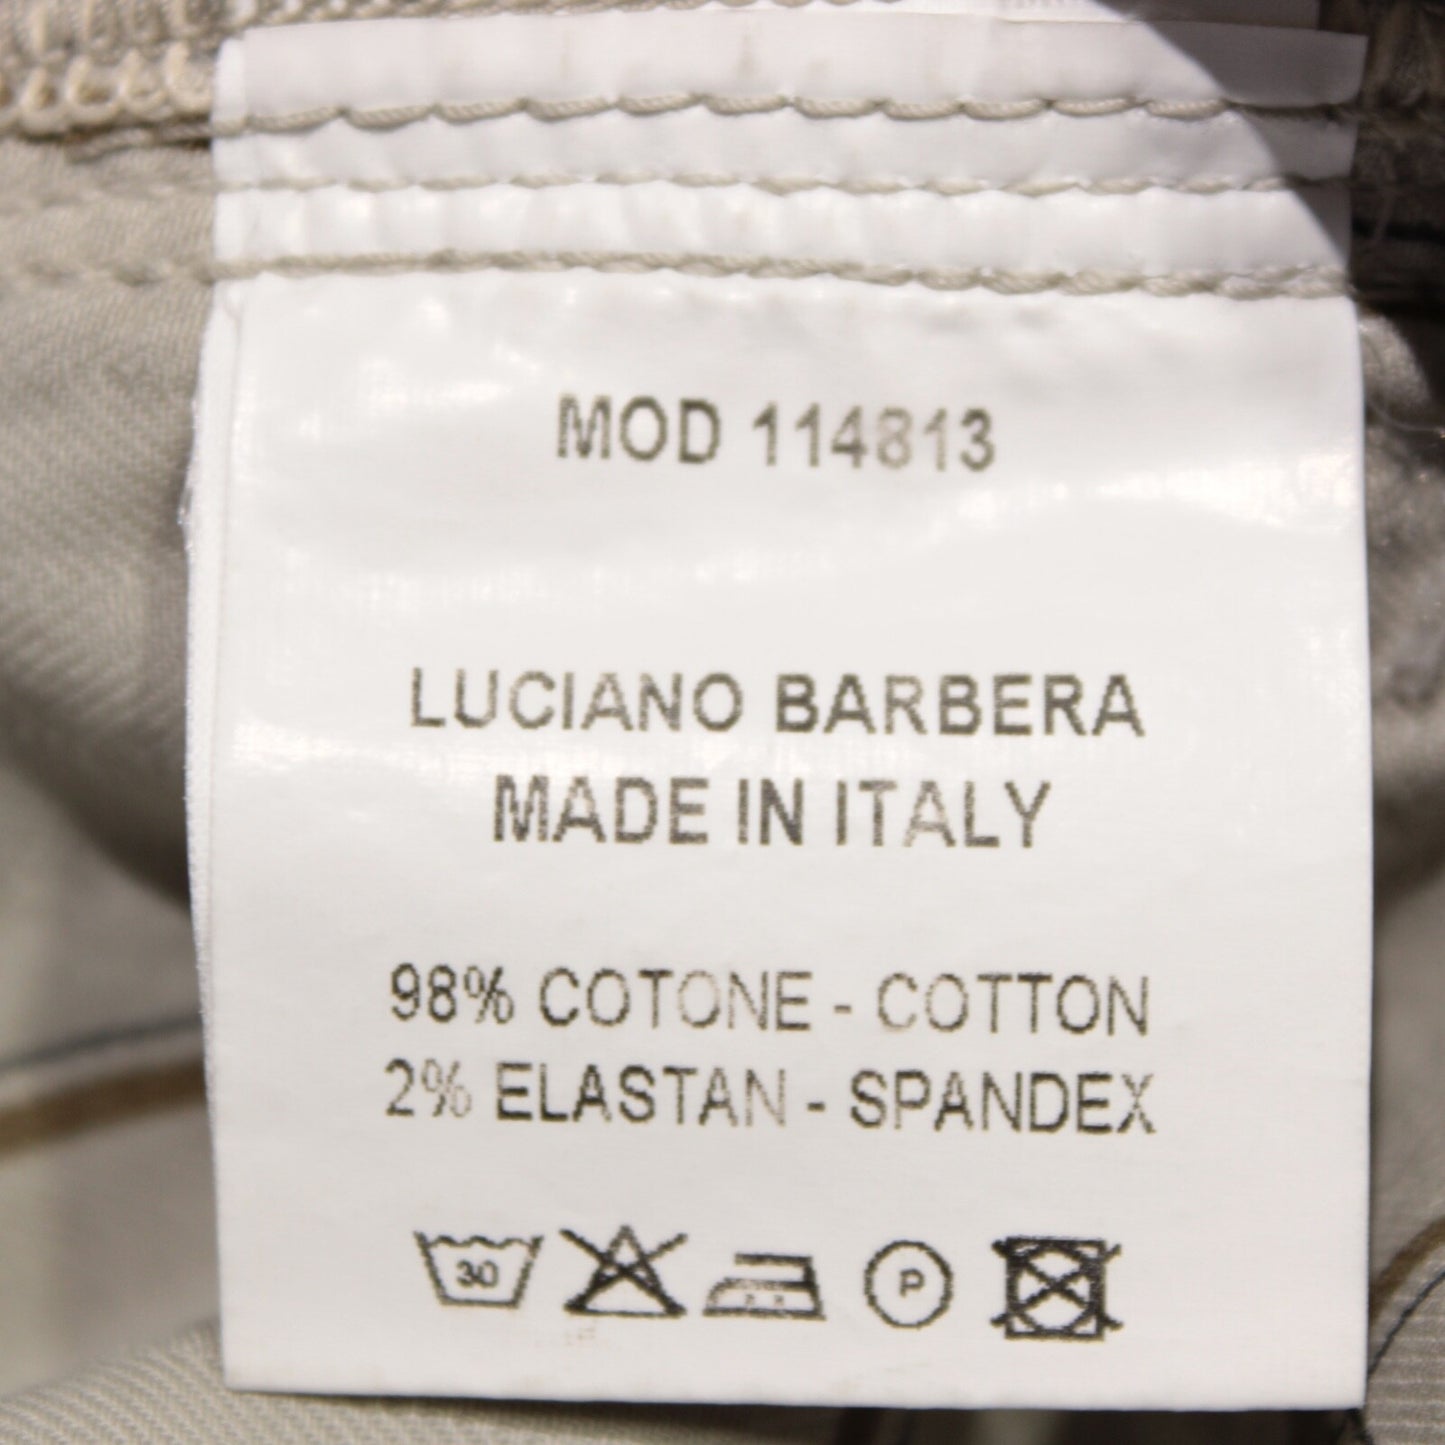 MOD 114813
LUCIANO BARBERA
MADE IN ITALY
98% COTONE - COTTON
2% ELASTAN - SPANDEX
30 P